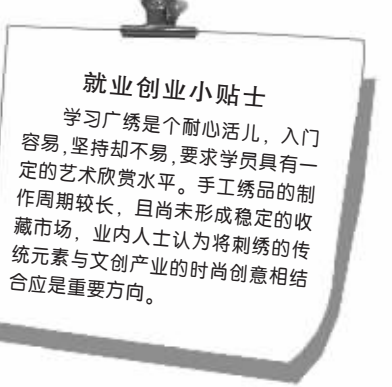 就业创业小贴士
学习广绣是个耐心活儿，入门
容易，坚持却不易，要求学员具有一
定的艺术欣赏水平。手工绣品的制
作周期较长，且尚未形成稳定的收
藏市场，业内人士认为将刺绣的传
统元素与文创产业的时尚创意相结
合应是重要方向。